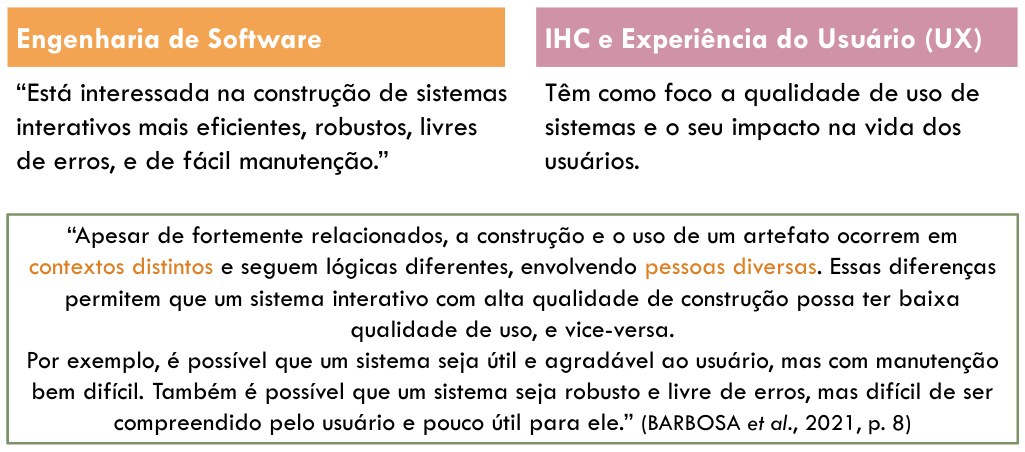 Engenharia de Software
“Está interessada na construção de sistemas
interativos mais eficientes, robustos, livres
de erros, e de fácil manutenção.”
IHC e Experiência do Usuário (UX)
Têm como foco a qualidade de uso de
sistemas e o seu impacto na vida dos
usuários.
“Apesar de fortemente relacionados, a construção e o uso de um artefato ocorrem em
contextos distintos e seguem lógicas diferentes, envolvendo pessoas diversas. Essas diferenças
permitem que um sistema interativo com alta qualidade de construção possa ter baixa
qualidade de uso, e vice-versa.
Por exemplo, é possível que um sistema seja útil e agradável ao usuário, mas com manutenção
bem difícil. Também é possível que um sistema seja robusto e livre de erros, mas difícil de ser
compreendido pelo usuário e pouco útil para ele.” (BARBOSA et al., 2021, p. 8)